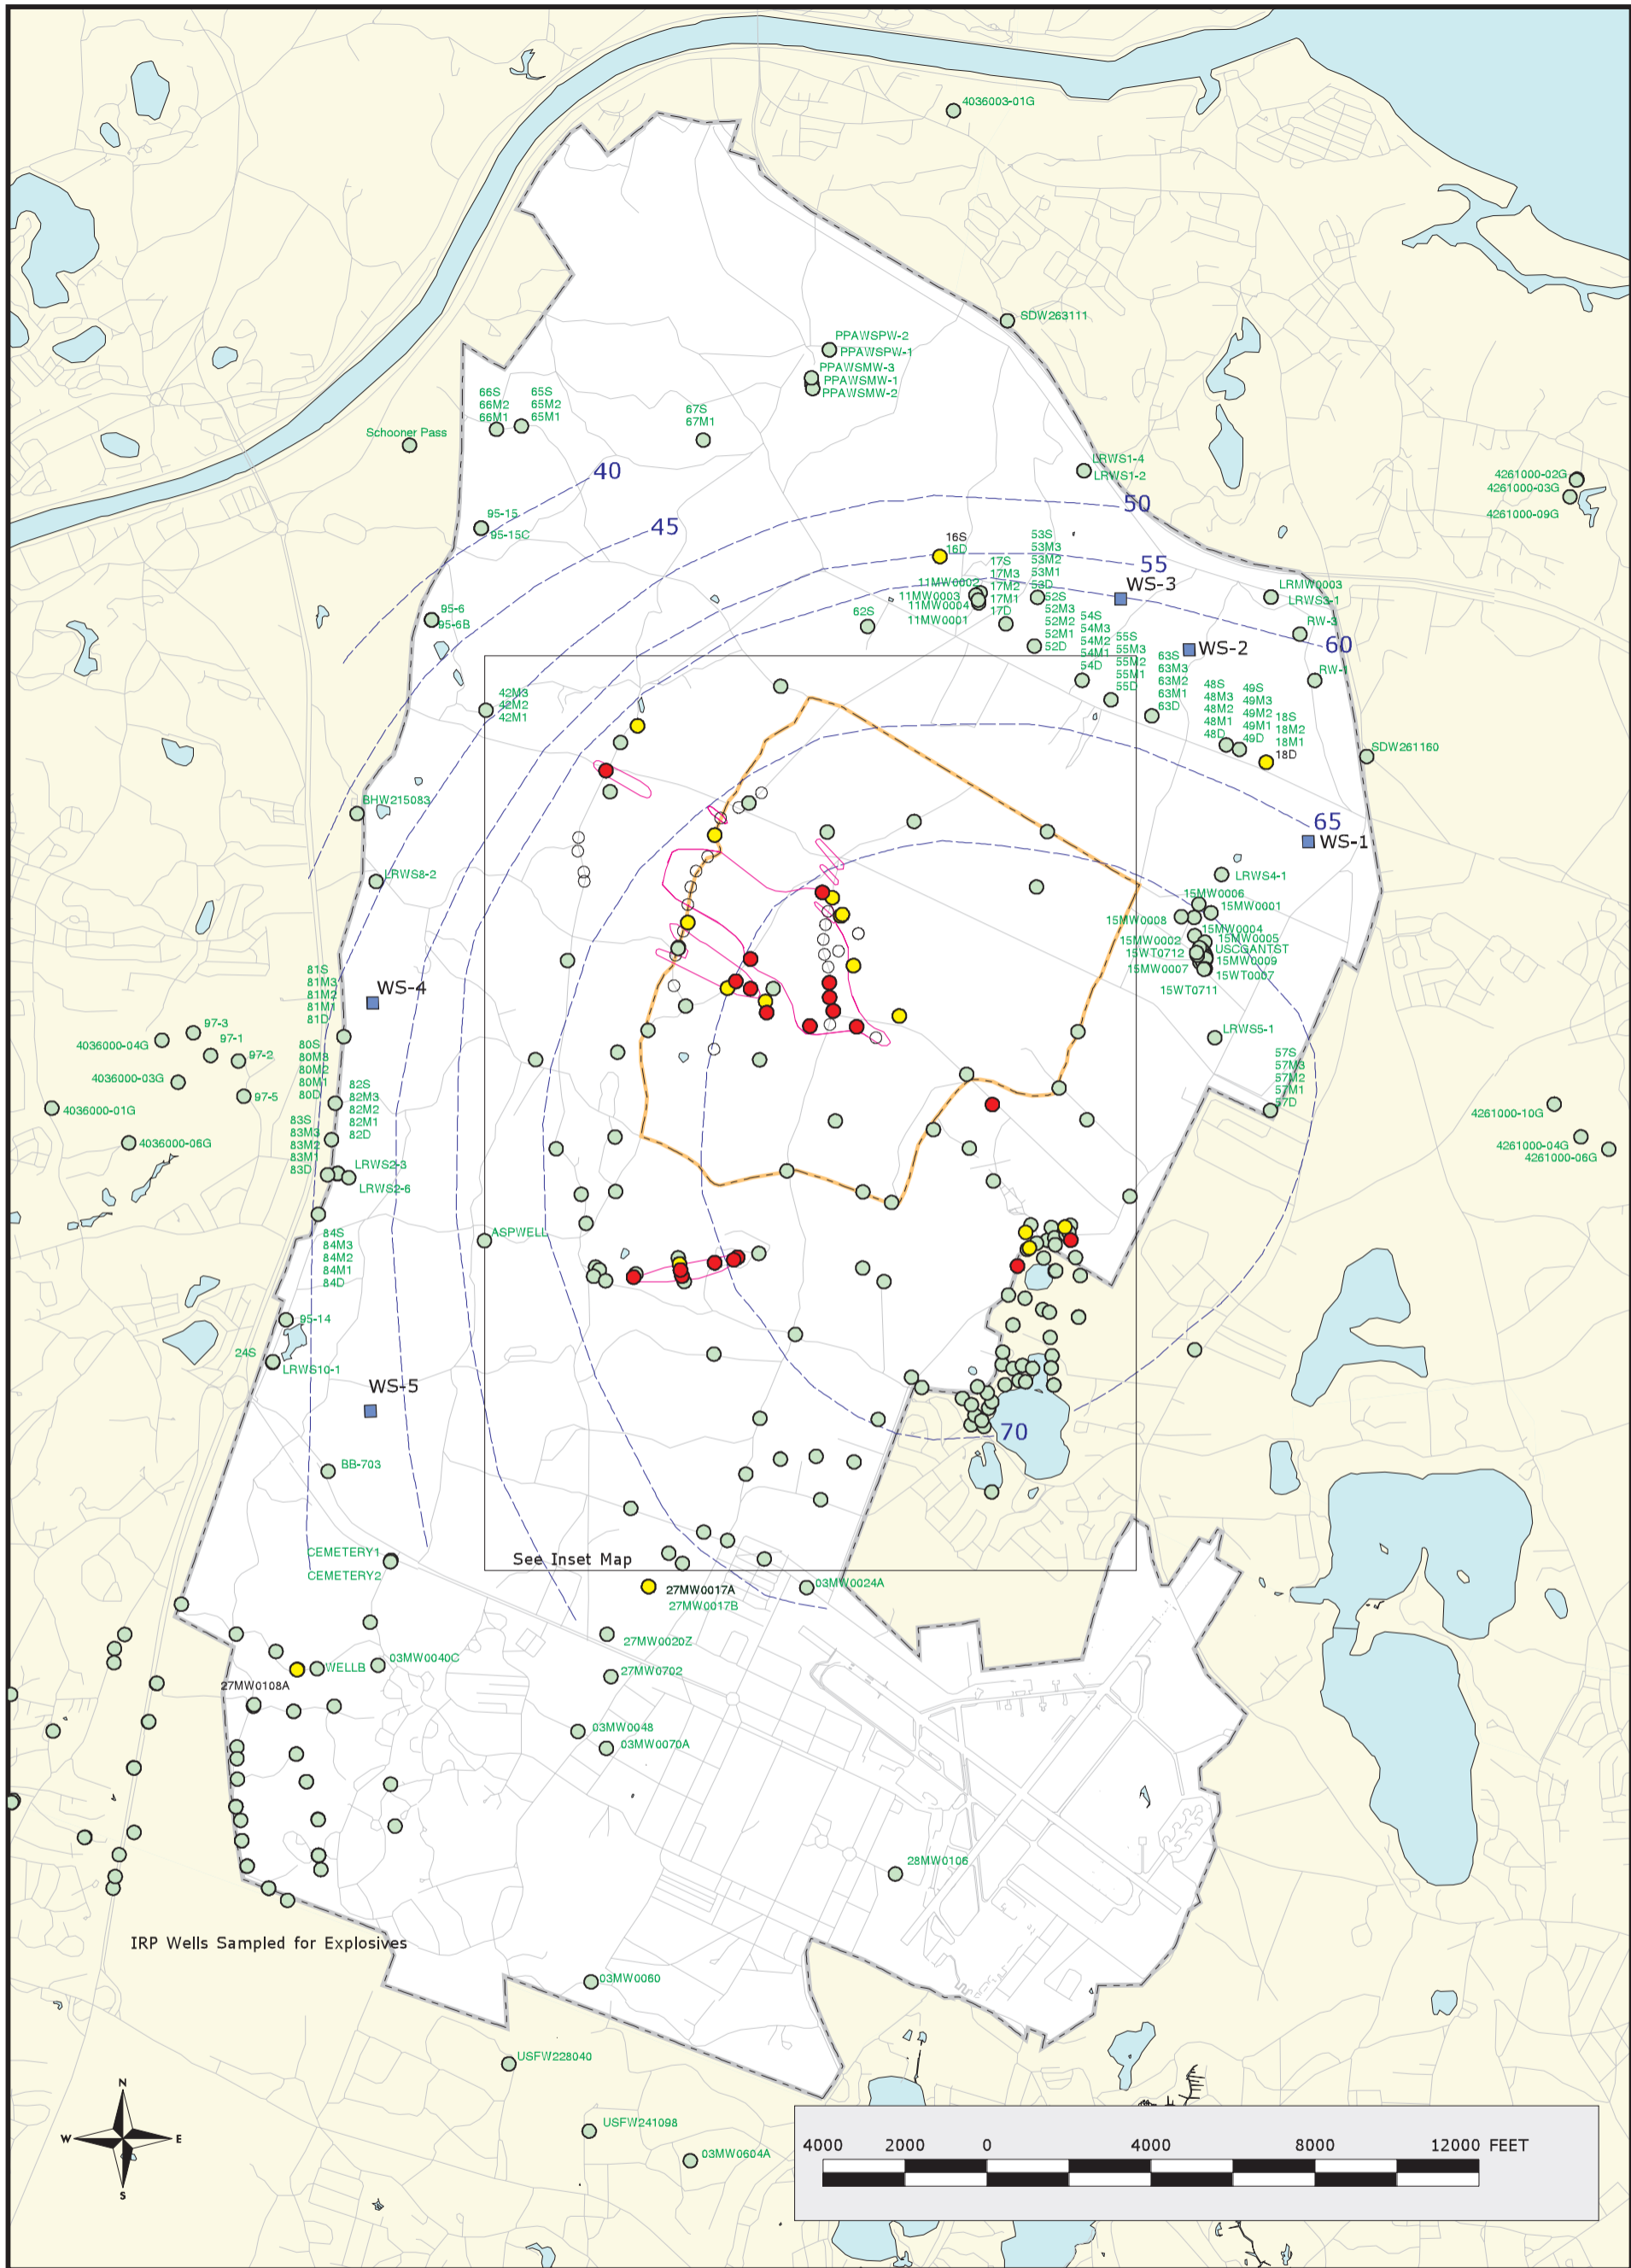 4036003-01G
SDW263111
PPAWSPW-2
PPAWSPW-1
PPAWSMW-3
PPAWSMW-1
PPAWSMW-2
66S
66M2
66M1
65S
65M2
65M1
67S
67M1
Schooner Pass
LRWS1-4
LRWS1-2
4261000-02G
4261000-03G
4261000-09G
40
45
50
55
95-15
95-15C
16S
16D
53S
53M3
53M2
53M1
53D
17S
17M3
17M2
17M1
17D
11MW0002
11MW0003
11MW0004
11MW0001
WS-3
LRMW0003
LRWS3-1
RW-3
60
RW-1
95-6
95-6B
62S
52S
52M3
52M2
52M1
52D
54S
54M3
54M2
54M1
54D
55S
55M3
55M2
55M1
55D
WS-2
63S
63M3
63M2
63M1
63D
48S
48M3
48M2
48M1
48D
49S
49M3
49M2
49M1
49D
18S
18M2
18M1
18D
SDW261160
42M3
42M2
42M1
65
WS-1
BHW215083
LRWS8-2
LRWS4-1
15MW0006
15MW0001
15MW0008
15MW0004
15MW0002
15MW0005
USCGANTST
15WT0712
15MW0009
15MW0007
15WT0007
15WT0711
81S
81M3
81M2
81M1
81D
WS-4
LRWS5-1
97-3
97-1
4036000-04G
97-2
4036000-03G
97-5
4036000-01G
4036000-06G
80S
80M3
80M2
80M1
80D
82S
82M3
82M2
82M1
82D
83S
83M3
83M2
83M1
83D
LRWS2-3
LRWS2-6
57S
57M3
57M2
57M1
57D
4261000-10G
4261000-04G
4261000-06G
84S
84M3
84M2
84M1
84D
ASPWELL
95-14
24S
LRWS10-1
WS-5
70
BB-703
CEMETERY1
CEMETERY2
See Inset Map
27MW0017A
27MW0017B
03MW0024A
27MW0020Z
WELLB
03MW0040C
27MW0702
27MW0108A
03MW0048
03MW0070A
28MW0106
IRP Wells Sampled for Explosives
03MW0060
USFW228040
USFW241098
03MW0604A
N
W
E
S
4000 2000 0 4000 8000 12000 FEET